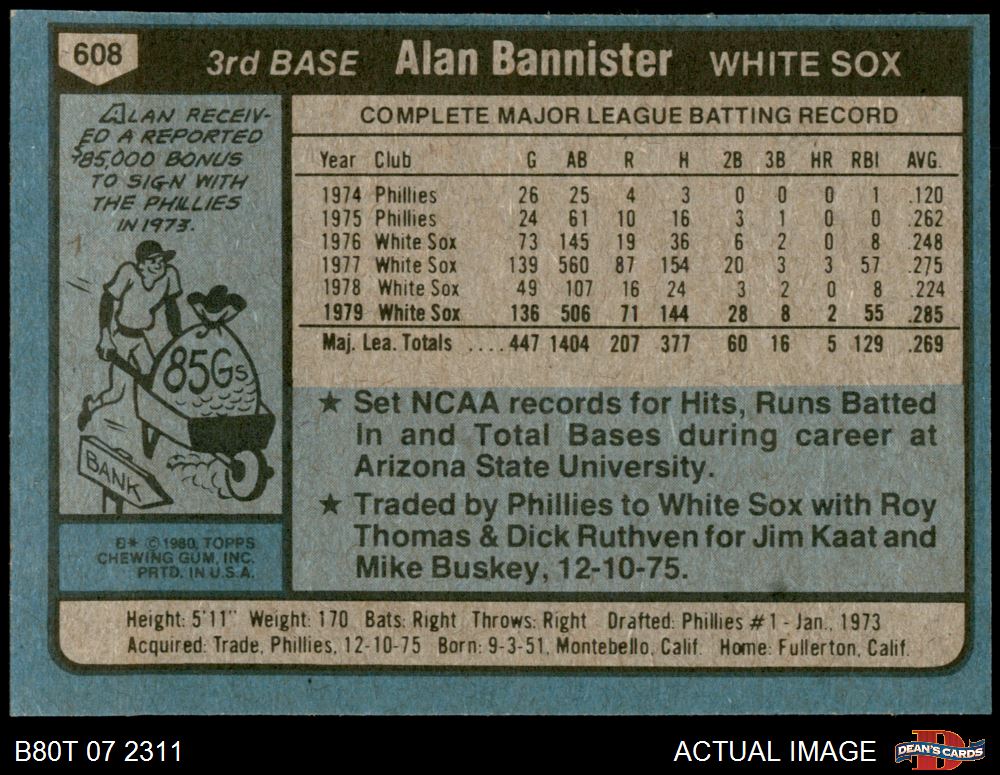 608 3rd BASE Alan Bannister WHITE SOX
ALAN RECEIV-
ED A REPORTED
$85,000 BONUS
TO SIGN WITH
THE PHILLIES
IN 1973.
85Gs
BANK
B* © 1980 TOPPS
CHEWING GUM, INC.
PRTD. IN U.S.A.
COMPLETE MAJOR LEAGUE BATTING RECORD
Year Club G AB R H 2B 3B HR RBI AVG.
1974 Phillies 26 25 4 3 0 0 0 1 .120
1975 Phillies 24 61 10 16 3 1 0 0 .262
1976 White Sox 73 145 19 36 6 2 0 8 .248
1977 White Sox 139 560 87 154 20 3 3 57 .275
1978 White Sox 49 107 16 24 3 2 0 8 .224
1979 White Sox 136 506 71 144 28 8 2 55 .285
Maj. Lea. Totals ....447 1404 207 377 60 16 5 129 .269
★ Set NCAA records for Hits, Runs Batted
In and Total Bases during career at
Arizona State University.
★ Traded by Phillies to White Sox with Roy
Thomas & Dick Ruthven for Jim Kaat and
Mike Buskey, 12-10-75.
Height: 5'11" Weight: 170 Bats: Right Throws: Right Drafted: Phillies #1 - Jan., 1973
Acquired: Trade, Phillies, 12-10-75 Born: 9-3-51, Montebello, Calif. Home: Fullerton, Calif.
B80T 07 2311 ACTUAL IMAGE DEAN'S CARDS